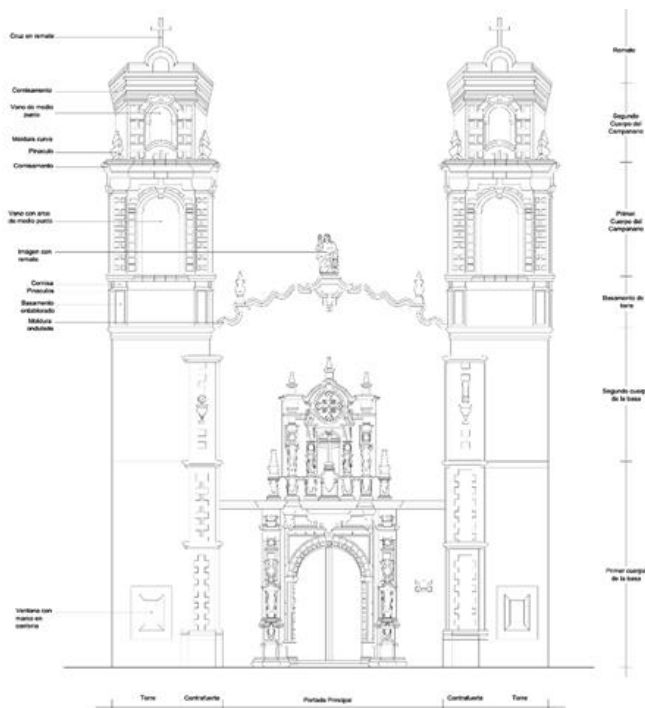 Cruz en remate
Cornisamento
Vano de medio
punto
Moldura curva
Pináculo
Cornisamento
Vano con arco
de medio punto
Imágen con
remate
Cornisa
Pináculos
Basamento
entablerado
Moldura
ondulada
Ventana con
marco en
cantera
Remate
Segundo
Cuerpo del
Campanario
Primer
Cuerpo del
Campanario
Basamento de
torre
Segundo cuerpo
de la base
Primer cuerpo
de la base
Torre
Contrafuerte
Portada Principal
Contrafuerte
Torre